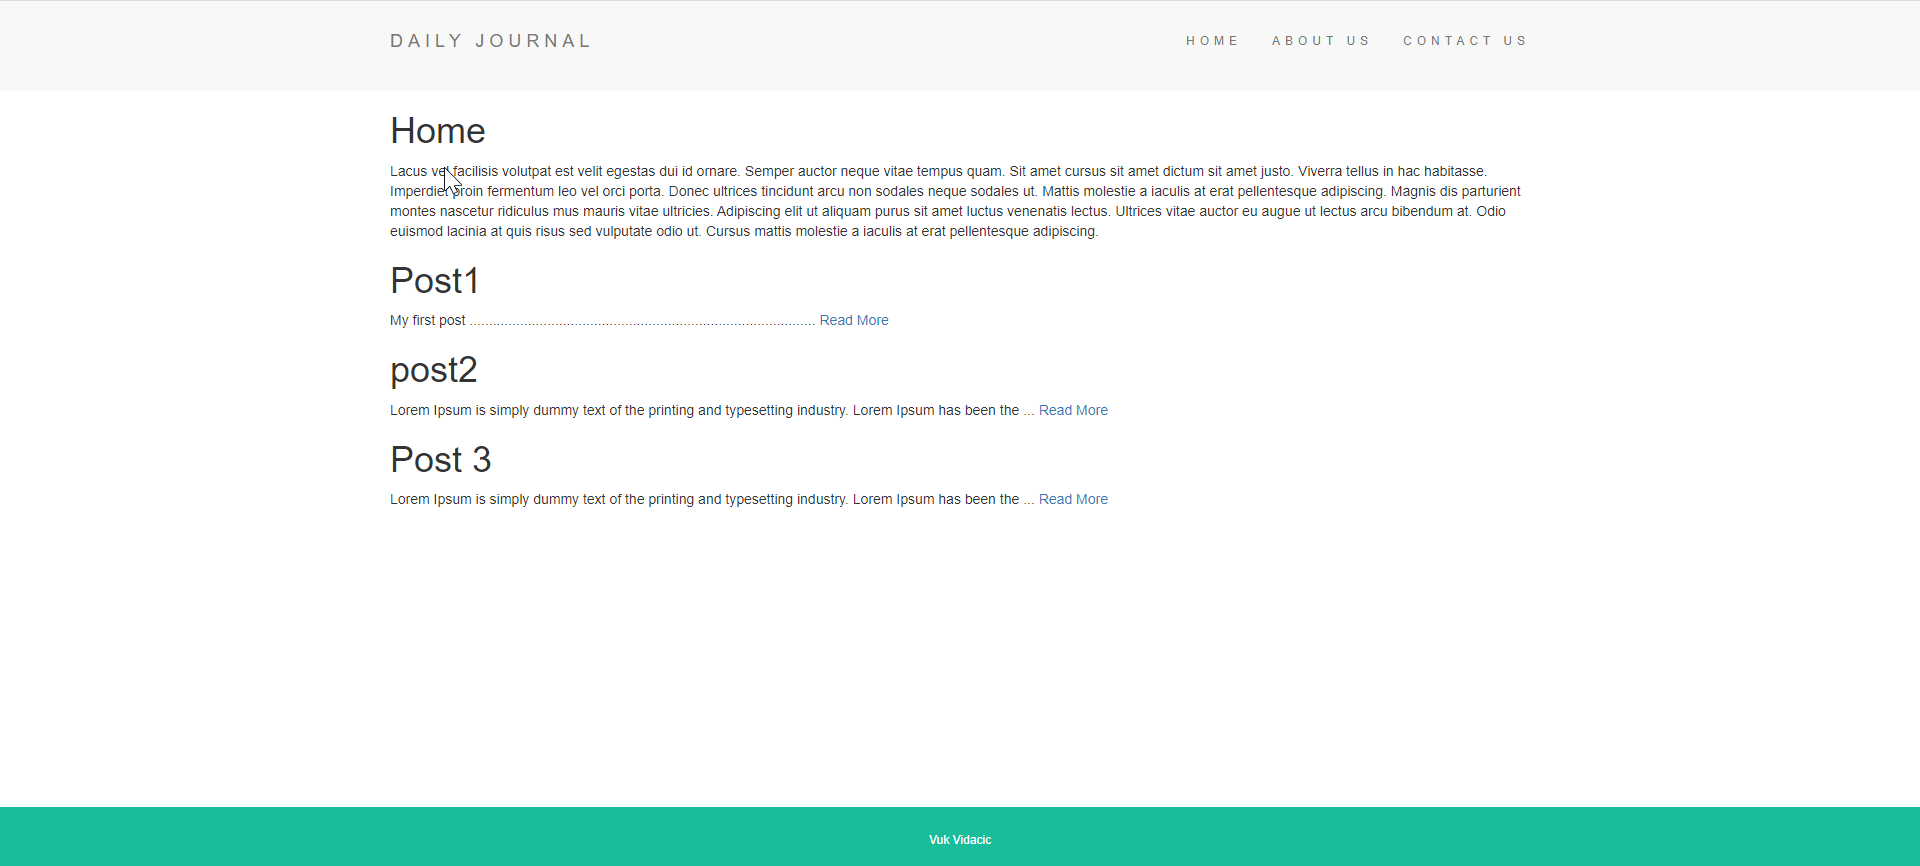 DAILY JOURNAL HOME ABOUT US CONTACT US
Home
Lacus vel facilisis volutpat est velit egestas dui id ornare. Semper auctor neque vitae tempus quam. Sit amet cursus sit amet dictum sit amet justo. Viverra tellus in hac habitasse.
Imperdiet proin fermentum leo vel orci porta. Donec ultrices tincidunt arcu non sodales neque sodales ut. Mattis molestie a iaculis at erat pellentesque adipiscing. Magnis dis parturient
montes nascetur ridiculus mus mauris vitae ultricies. Adipiscing elit ut aliquam purus sit amet luctus venenatis lectus. Ultrices vitae auctor eu augue ut lectus arcu bibendum at. Odio
euismod lacinia at quis risus sed vulputate odio ut. Cursus mattis molestie a iaculis at erat pellentesque adipiscing.
Post1
My first post ......................................................................................... Read More
post2
Lorem Ipsum is simply dummy text of the printing and typesetting industry. Lorem Ipsum has been the ... Read More
Post 3
Lorem Ipsum is simply dummy text of the printing and typesetting industry. Lorem Ipsum has been the ... Read More
Vuk Vidacic